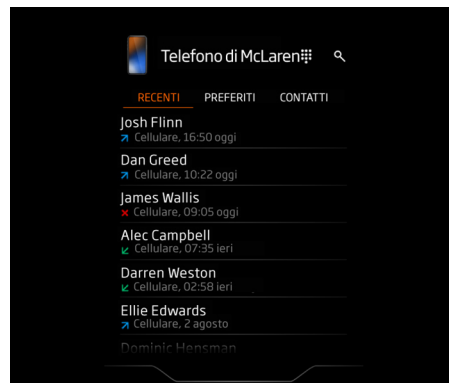 Telefono di McLaren
RECENTI PREFERITI CONTATTI
Josh Flinn
Cellulare, 16:50 oggi
Dan Greed
Cellulare, 10:22 oggi
James Wallis
Cellulare, 09:05 oggi
Alec Campbell
Cellulare, 07:35 ieri
Darren Weston
Cellulare, 02:58 ieri
Ellie Edwards
Cellulare, 2 agosto
Dominic Hensman